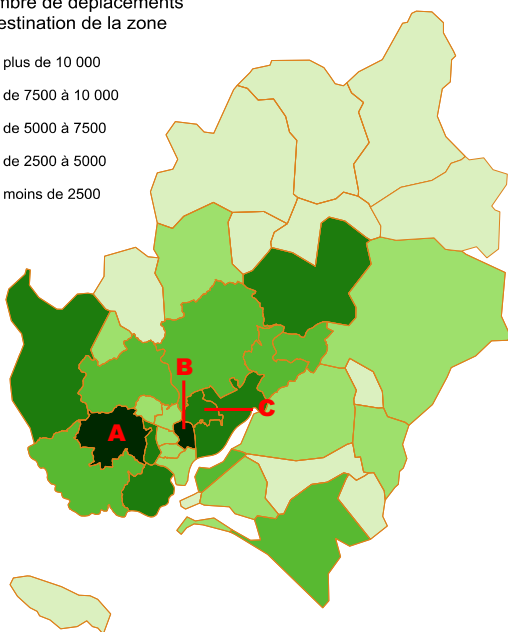 de déplacements
de la zone
plus de 10 000
de 7500 à 10 000
de 5000 à 7500
de 2500 à 5000
moins de 2500
B
C
A